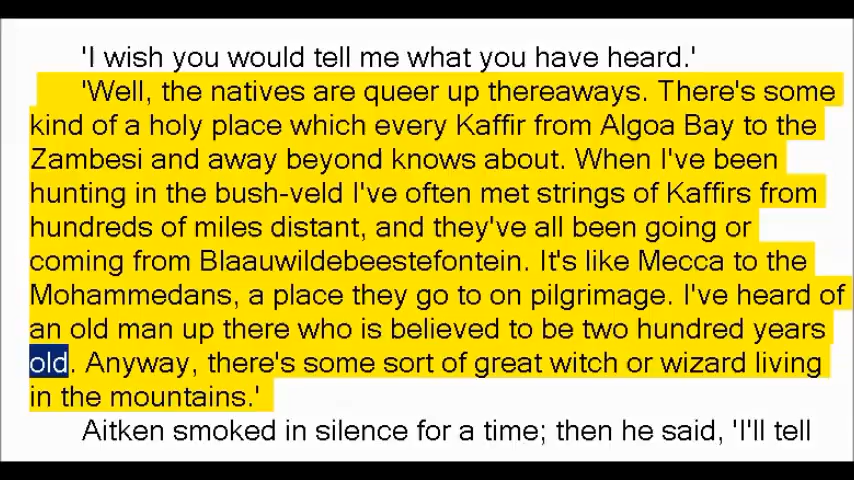 'I wish you would tell me what you have heard.'
'Well, the natives are queer up thereaways. There's some
kind of a holy place which every Kaffir from Algoa Bay to the
Zambesi and away beyond knows about. When I've been
hunting in the bush-veld I've often met strings of Kaffirs from
hundreds of miles distant, and they've all been going or
coming from Blaauwildebeestefontein. It's like Mecca to the
Mohammedans, a place they go to on pilgrimage. I've heard of
an old man up there who is believed to be two hundred years
old. Anyway, there's some sort of great witch or wizard living
in the mountains.'
Aitken smoked in silence for a time; then he said, 'I'll tell